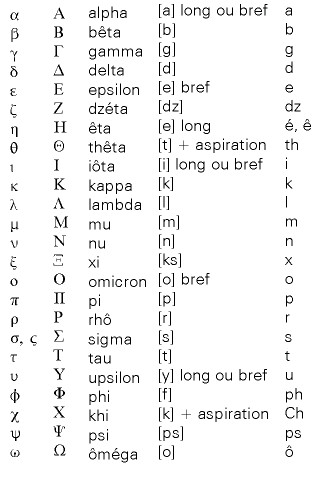 α Α alpha [a] long ou bref a
β Β bêta [b] b
γ Γ gamma [g] g
δ Δ delta [d] d
ε Ε epsilon [e] bref e
ζ Ζ dzéta [dz] dz
η Η êta [e] long é, ê
θ Θ thêta [t] + aspiration th
ι Ι iôta [i] long ou bref i
κ Κ kappa [k] k
λ Λ lambda [l] l
μ Μ mu [m] m
ν Ν nu [n] n
ξ Ξ xi [ks] x
ο Ο omicron [o] bref o
π Π pi [p] p
ρ Ρ rhô [r] r
σ, ς Σ sigma [s] s
τ Τ tau [t] t
υ Υ upsilon [y] long ou bref u
ϕ Φ phi [f] ph
χ Χ khi [k] + aspiration Ch
ψ Ψ psi [ps] ps
ω Ω ôméga [o] ô